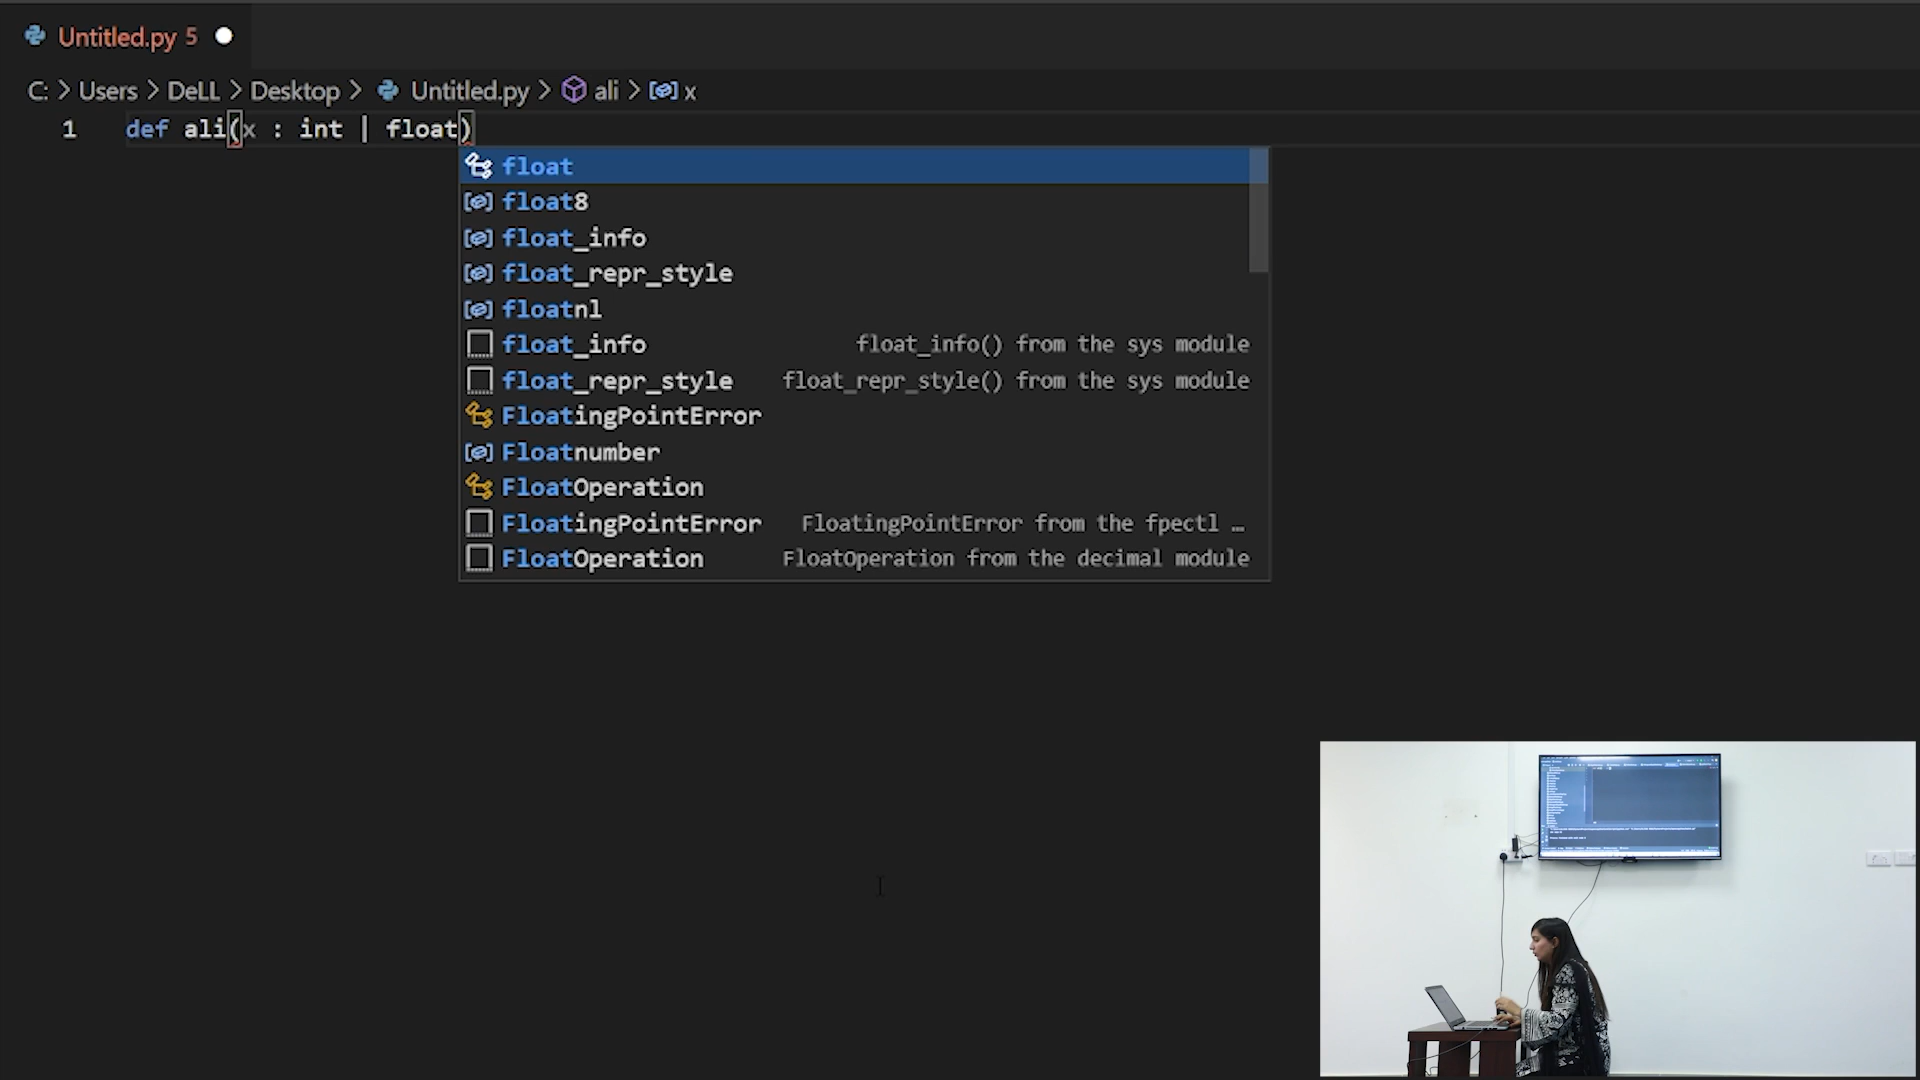 Untitled.py 5
C: > Users > DeLL > Desktop > Untitled.py > ali > x
1 def ali(x : int | float)
float
float8
float_info
float_repr_style
floatnl
float_info float_info() from the sys module
float_repr_style float_repr_style() from the sys module
FloatingPointError
Floatnumber
FloatOperation
FloatingPointError FloatingPointError from the fpectl …
FloatOperation FloatOperation from the decimal module